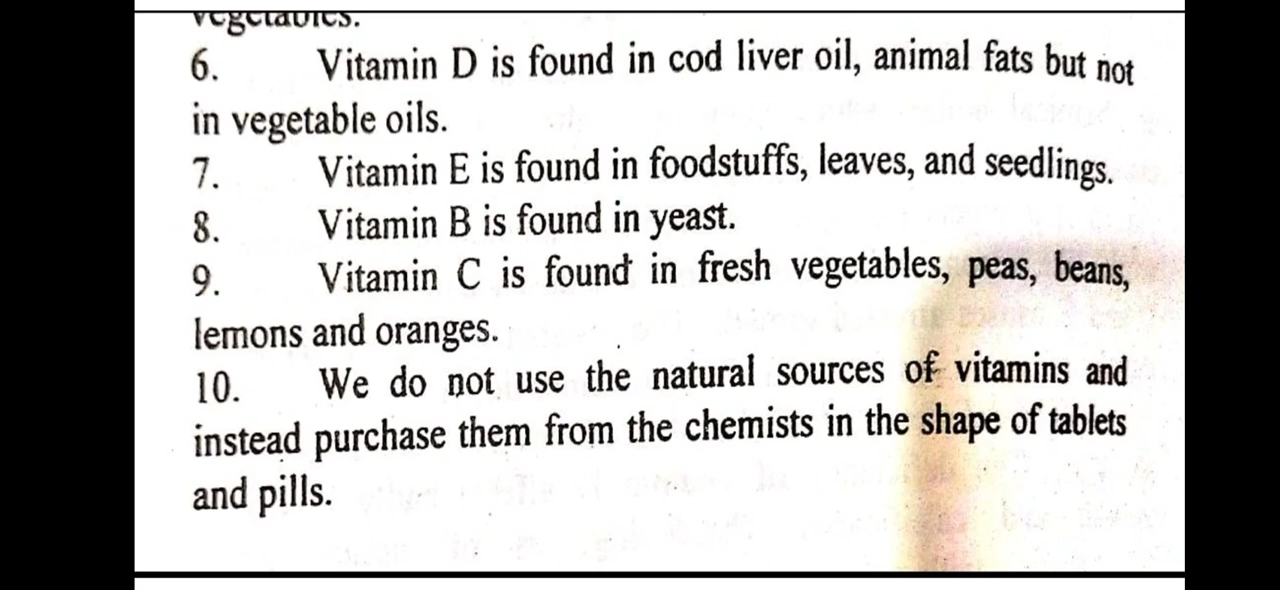 vegetables.
6. Vitamin D is found in cod liver oil, animal fats but not
in vegetable oils.
7. Vitamin E is found in foodstuffs, leaves, and seedlings.
8. Vitamin B is found in yeast.
9. Vitamin C is found in fresh vegetables, peas, beans,
lemons and oranges.
10. We do not use the natural sources of vitamins and
instead purchase them from the chemists in the shape of tablets
and pills.